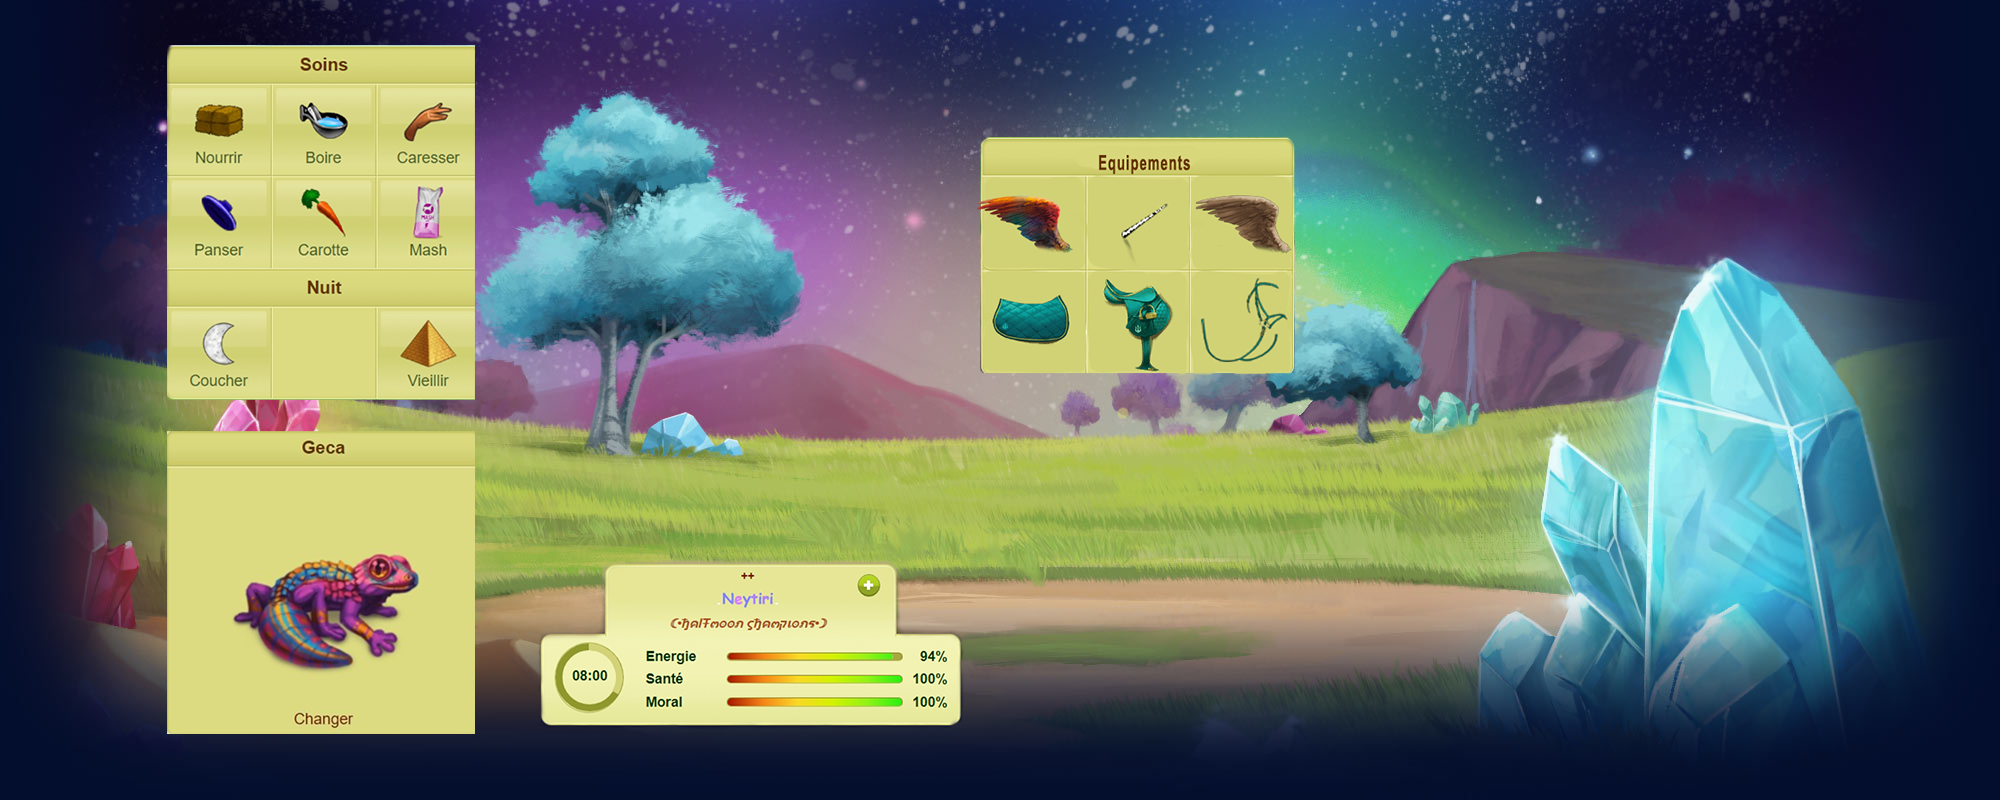 Soins
Nourrir
Boire
Caresser
Panser
Carotte
Mash
Nuit
Coucher
Vieillir
Geca
Changer
Equipements
++
Neytiri
08:00
Energie 94%
Santé 100%
Moral 100%